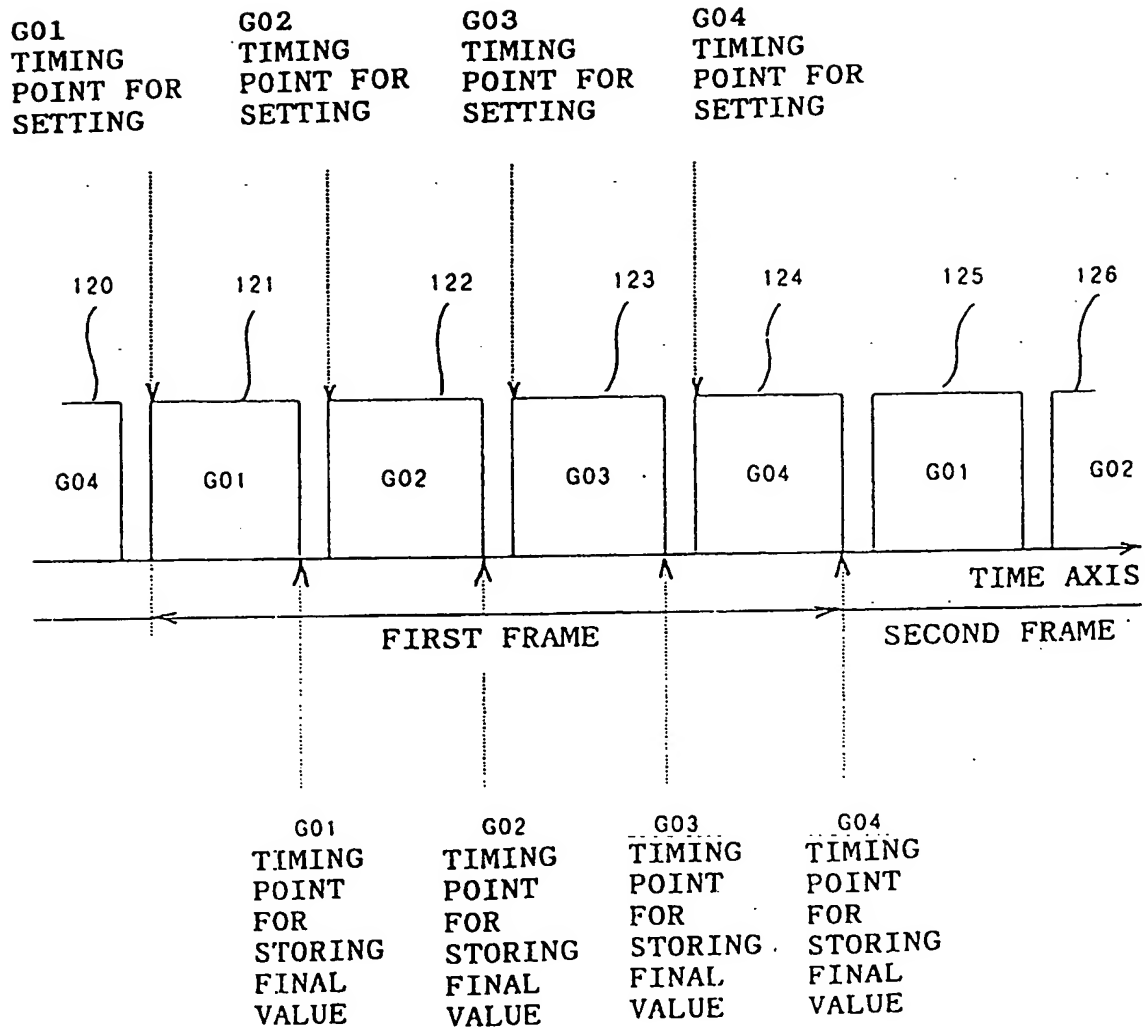 G01
TIMING
POINT FOR
SETTING
G02
TIMING
POINT FOR
SETTING
G03
TIMING
POINT FOR
SETTING
G04
TIMING
POINT FOR
SETTING
120
121
122
123
124
125
126
G04
G01
G02
G03
G04
G01
G02
TIME AXIS
FIRST FRAME
SECOND FRAME
G01
TIMING
POINT
FOR
STORING
FINAL
VALUE
G02
TIMING
POINT
FOR
STORING
FINAL
VALUE
G03
TIMING
POINT
FOR
STORING
FINAL
VALUE
G04
TIMING
POINT
FOR
STORING
FINAL
VALUE